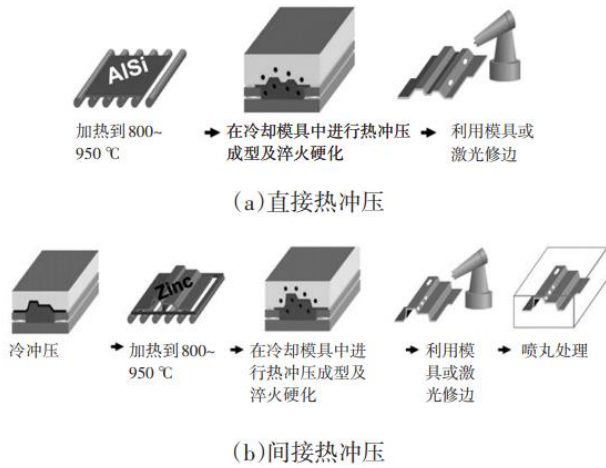 AlSi
加热到800~
950 ℃
在冷却模具中进行热冲压
成型及淬火硬化
利用模具或
激光修边
(a)直接热冲压
Zinc
冷冲压
加热到800~
950 ℃
在冷却模具中进
行热冲压成型及
淬火硬化
利用模
具或激
光修边
喷丸处理
(b)间接热冲压